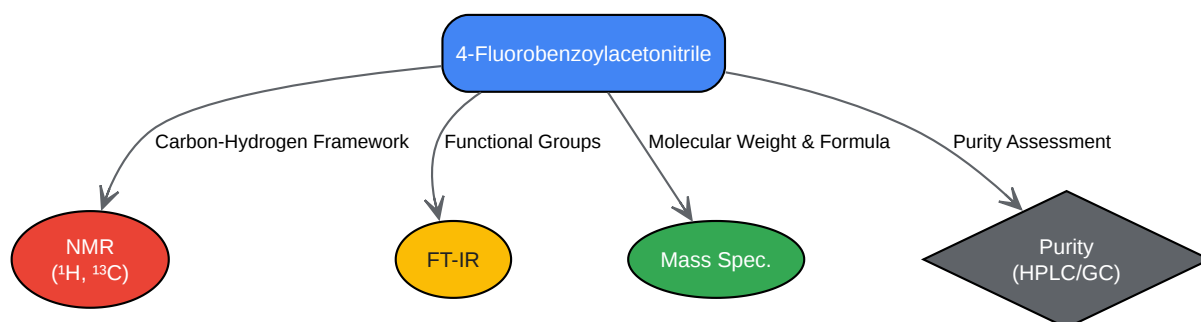 4-Fluorobenzoylacetonitrile
Carbon-Hydrogen Framework
Functional Groups
Molecular Weight & Formula
Purity Assessment
NMR
(¹H, ¹³C)
FT-IR
Mass Spec.
Purity
(HPLC/GC)